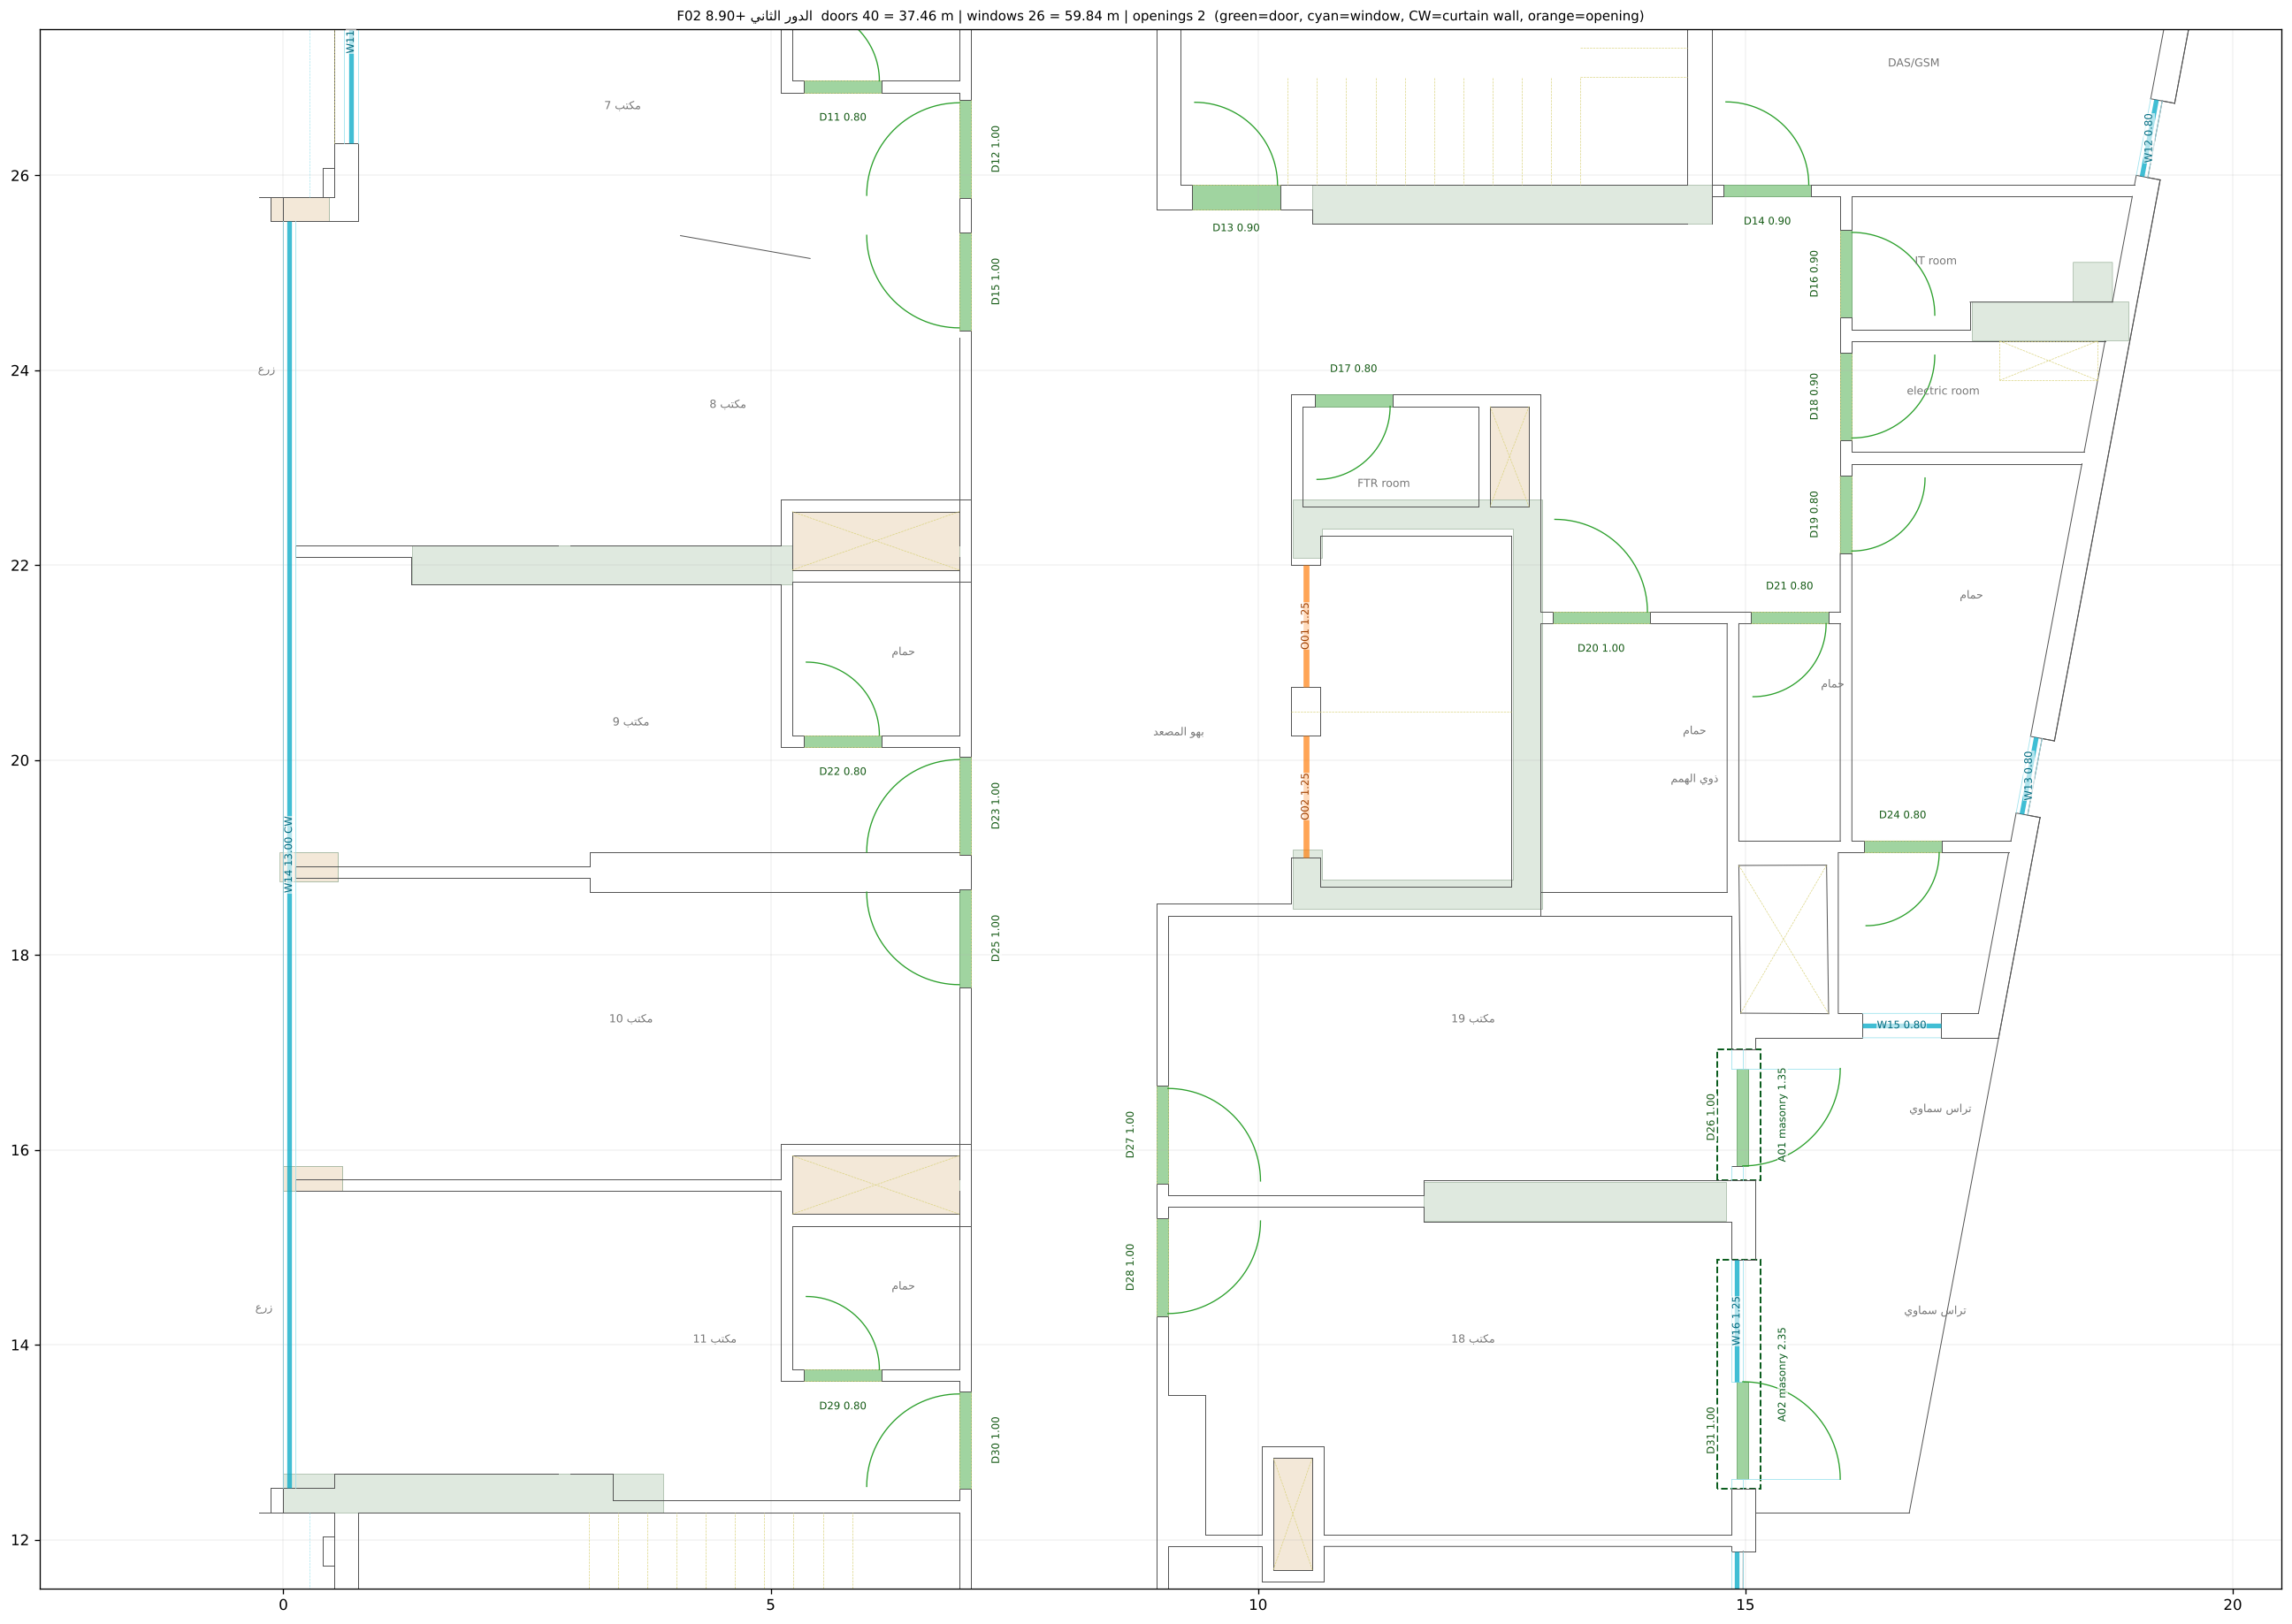 F02 8.90+ الدور الثاني doors 40 = 37.46 m | windows 26 = 59.84 m | openings 2 (green=door, cyan=window, CW=curtain wall, orange=opening)
W11
DAS/GSM
مكتب 7
D11 0.80
D12 1.00
W12 0.80
26
D13 0.90
D14 0.90
D15 1.00
D16 0.90
IT room
24
زرع
D17 0.80
D18 0.90
electric room
مكتب 8
FTR room
D19 0.80
22
D21 0.80
حمام
O01 1.25
D20 1.00
حمام
حمام
مكتب 9
بهو المصعد
حمام
20
D22 0.80
ذوي الهمم
W13 0.80
D23 1.00
O02 1.25
D24 0.80
W14 13.00 CW
D25 1.00
18
مكتب 10
مكتب 19
W15 0.80
D27 1.00
D26 1.00
A01 masonry 1.35
تراس سماوي
16
D28 1.00
حمام
زرع
W16 1.25
تراس سماوي
14
مكتب 11
مكتب 18
D29 0.80
D30 1.00
D31 1.00
A02 masonry 2.35
12
0 5 10 15 20